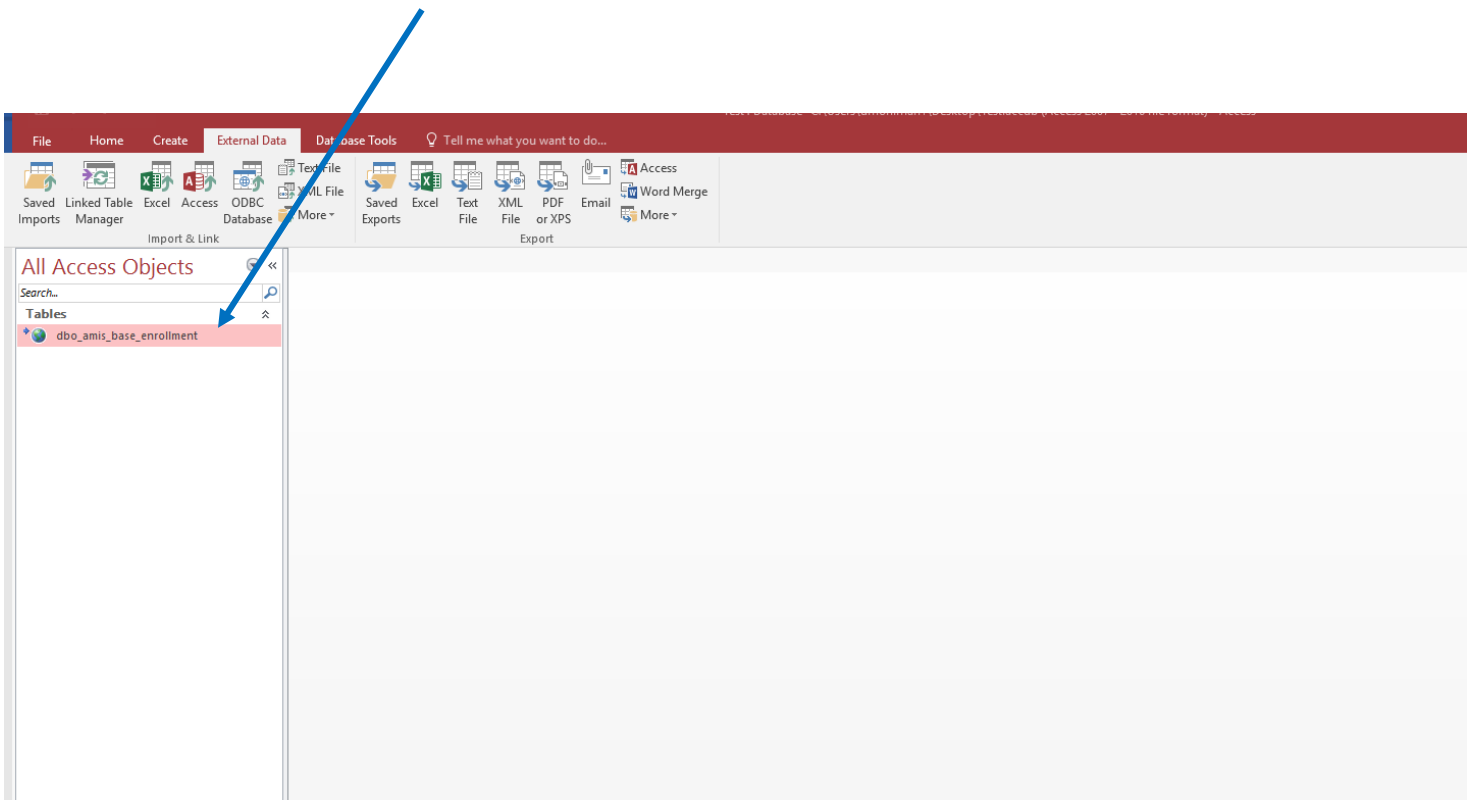 File Home Create External Data Database Tools Tell me what you want to do...
Saved Imports
Linked Table Manager
Excel
Access
ODBC Database
Text File
XML File
More
Import & Link
Saved Exports
Excel
Text File
XML File
PDF or XPS
Email
Access
Word Merge
More
Export
All Access Objects
Search...
Tables
dbo_amis_base_enrollment